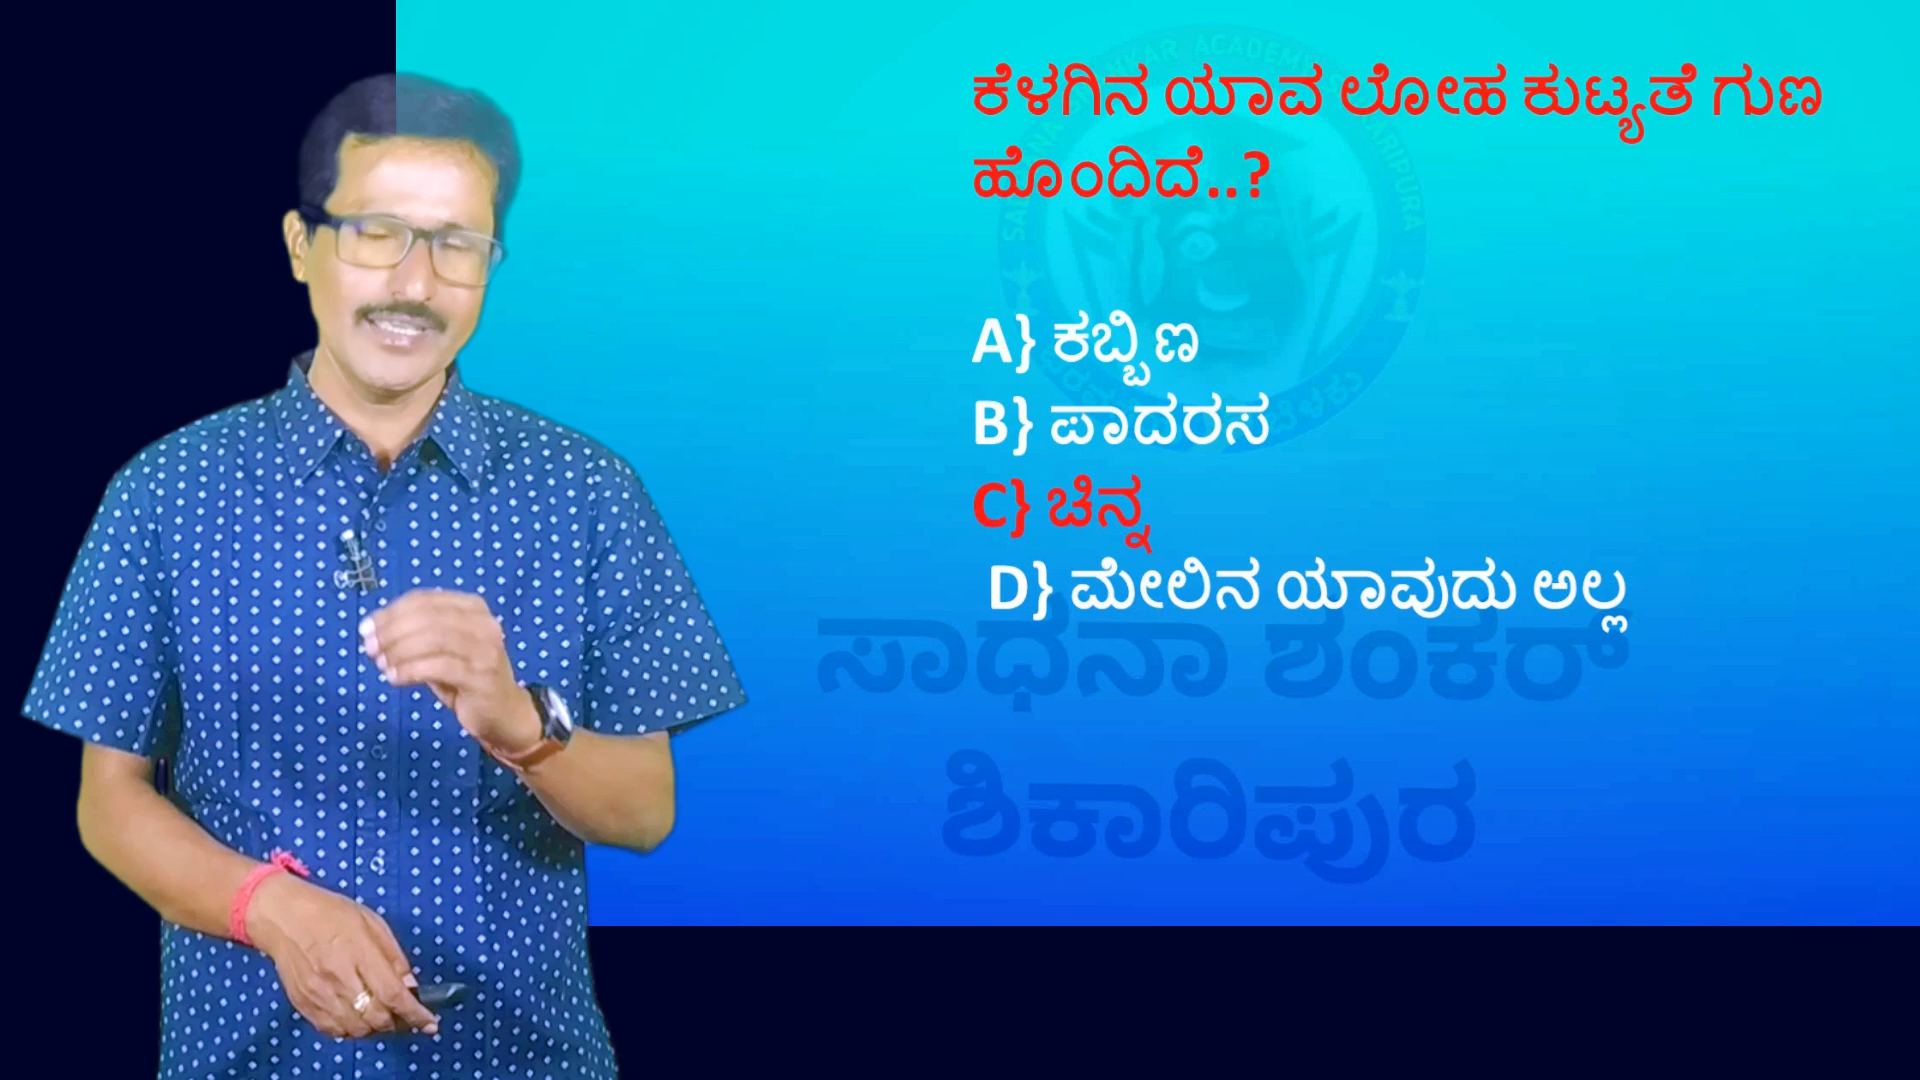 ಕೆಳಗಿನ ಯಾವ ಲೋಹ ಕುಟ್ಯತೆ ಗುಣ
ಹೊಂದಿದೆ..?
A} ಕಬ್ಬಿಣ
B} ಪಾದರಸ
C} ಚಿನ್ನ
D} ಮೇಲಿನ ಯಾವುದು ಅಲ್ಲ
ಸಾಧನಾ ಶಂಕರ್
ಶಿಕಾರಿಪುರ